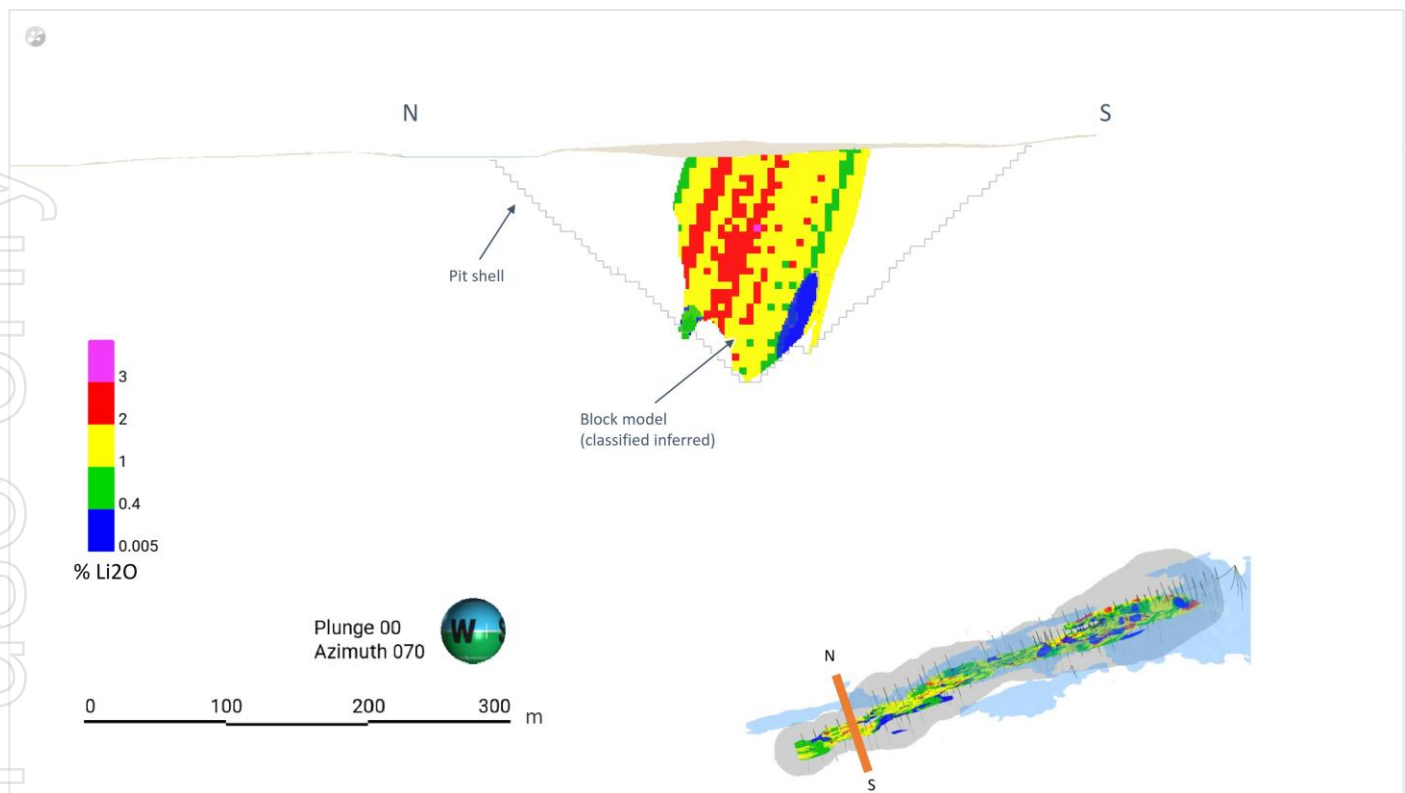 N
S
Pit shell
Block model
(classified inferred)
3
2
1
0.4
0.005
% Li2O
Plunge 00
Azimuth 070
W S
0 100 200 300 m
N
S